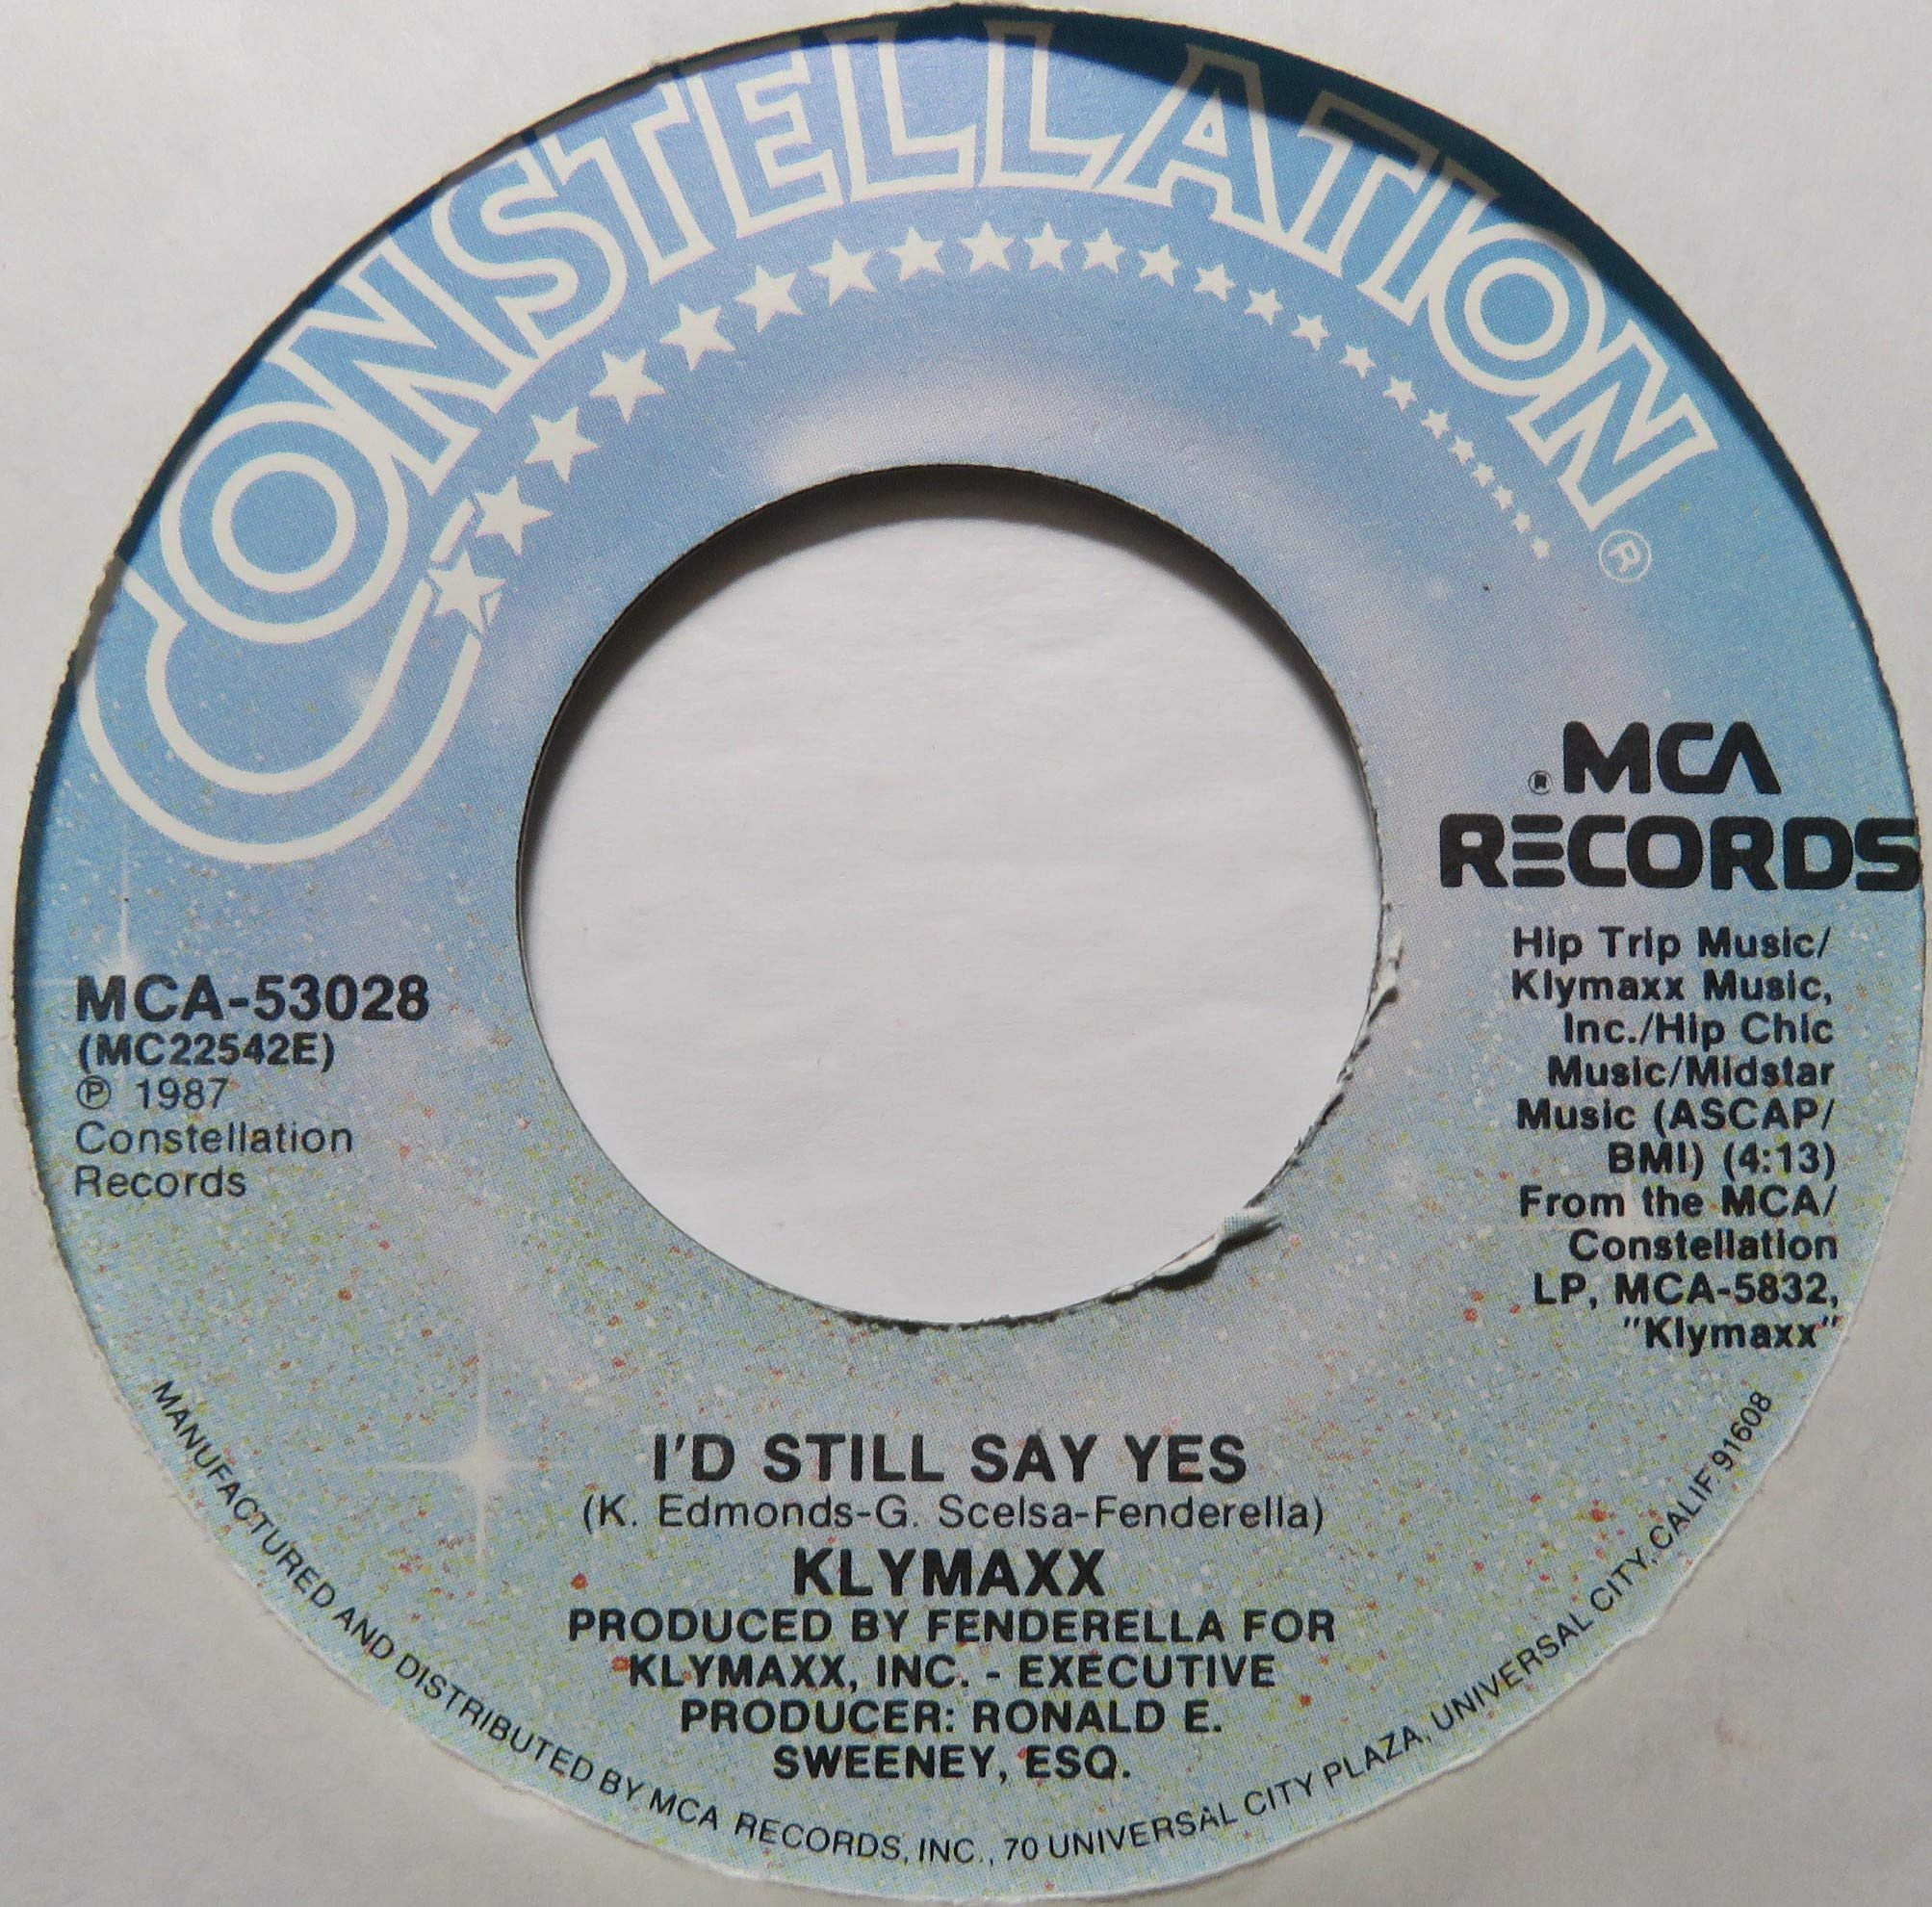 CONSTELLATION®
® MCA
RECORDS
MCA-53028
(MC22542E)
℗ 1987
Constellation
Records
Hip Trip Music/
Klymaxx Music,
Inc./Hip Chic
Music/Midstar
Music (ASCAP/
BMI) (4:13)
From the MCA/
Constellation
LP, MCA-5832,
"Klymaxx"
I'D STILL SAY YES
(K. Edmonds-G. Scelsa-Fenderella)
KLYMAXX
PRODUCED BY FENDERELLA FOR
KLYMAXX, INC. - EXECUTIVE
PRODUCER: RONALD E.
SWEENEY, ESQ.
MANUFACTURED AND DISTRIBUTED BY MCA RECORDS, INC., 70 UNIVERSAL CITY PLAZA, UNIVERSAL CITY, CALIF. 91608